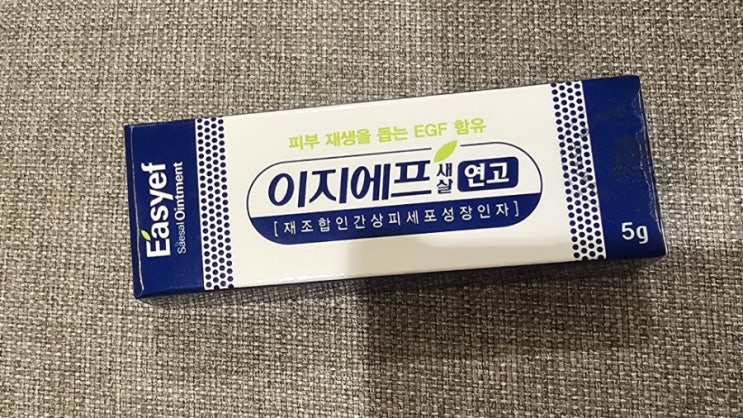 Easyef
Saesal Ointment
피부 재생을 돕는 EGF 함유
이지에프 새살 연고
[재조합인간상피세포성장인자]
5g